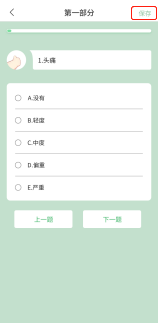 第一部分
保存
1.头痛
A.没有
B.轻度
C.中度
D.偏重
E.严重
上一题
下一题